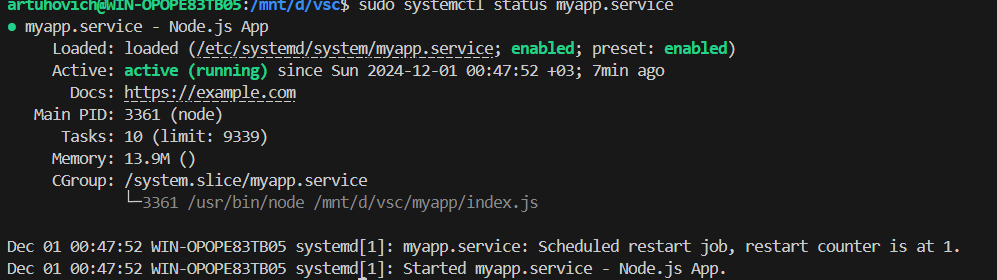 artuhovich@WIN-OPOPE83TB05:/mnt/d/vsc$ sudo systemctl status myapp.service
● myapp.service - Node.js App
     Loaded: loaded (/etc/systemd/system/myapp.service; enabled; preset: enabled)
     Active: active (running) since Sun 2024-12-01 00:47:52 +03; 7min ago
       Docs: https://example.com
   Main PID: 3361 (node)
      Tasks: 10 (limit: 9339)
     Memory: 13.9M ()
     CGroup: /system.slice/myapp.service
             └─3361 /usr/bin/node /mnt/d/vsc/myapp/index.js

Dec 01 00:47:52 WIN-OPOPE83TB05 systemd[1]: myapp.service: Scheduled restart job, restart counter is at 1.
Dec 01 00:47:52 WIN-OPOPE83TB05 systemd[1]: Started myapp.service - Node.js App.